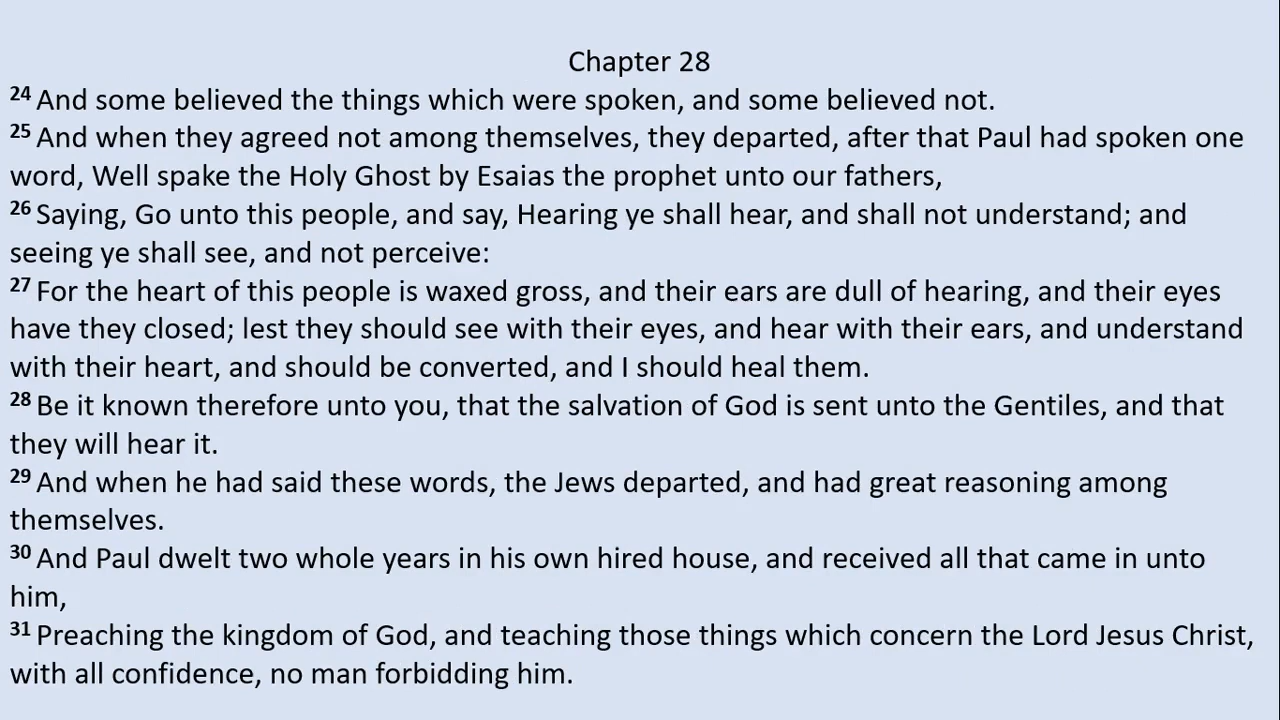 Chapter 28
24 And some believed the things which were spoken, and some believed not.
25 And when they agreed not among themselves, they departed, after that Paul had spoken one
word, Well spake the Holy Ghost by Esaias the prophet unto our fathers,
26 Saying, Go unto this people, and say, Hearing ye shall hear, and shall not understand; and
seeing ye shall see, and not perceive:
27 For the heart of this people is waxed gross, and their ears are dull of hearing, and their eyes
have they closed; lest they should see with their eyes, and hear with their ears, and understand
with their heart, and should be converted, and I should heal them.
28 Be it known therefore unto you, that the salvation of God is sent unto the Gentiles, and that
they will hear it.
29 And when he had said these words, the Jews departed, and had great reasoning among
themselves.
30 And Paul dwelt two whole years in his own hired house, and received all that came in unto
him,
31 Preaching the kingdom of God, and teaching those things which concern the Lord Jesus Christ,
with all confidence, no man forbidding him.